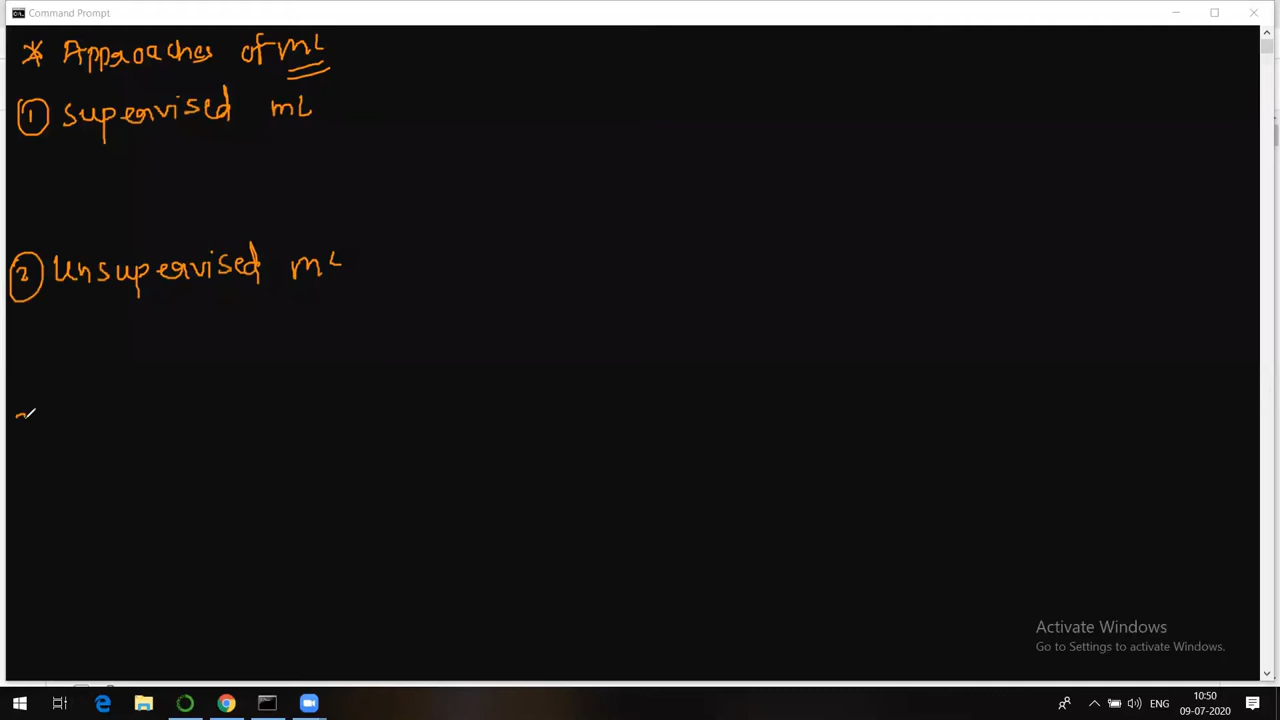 Command Prompt
* Approaches of mL
① Supervised mL
② Unsupervised mL
Activate Windows
Go to Settings to activate Windows.
ENG
10:50
09-07-2020